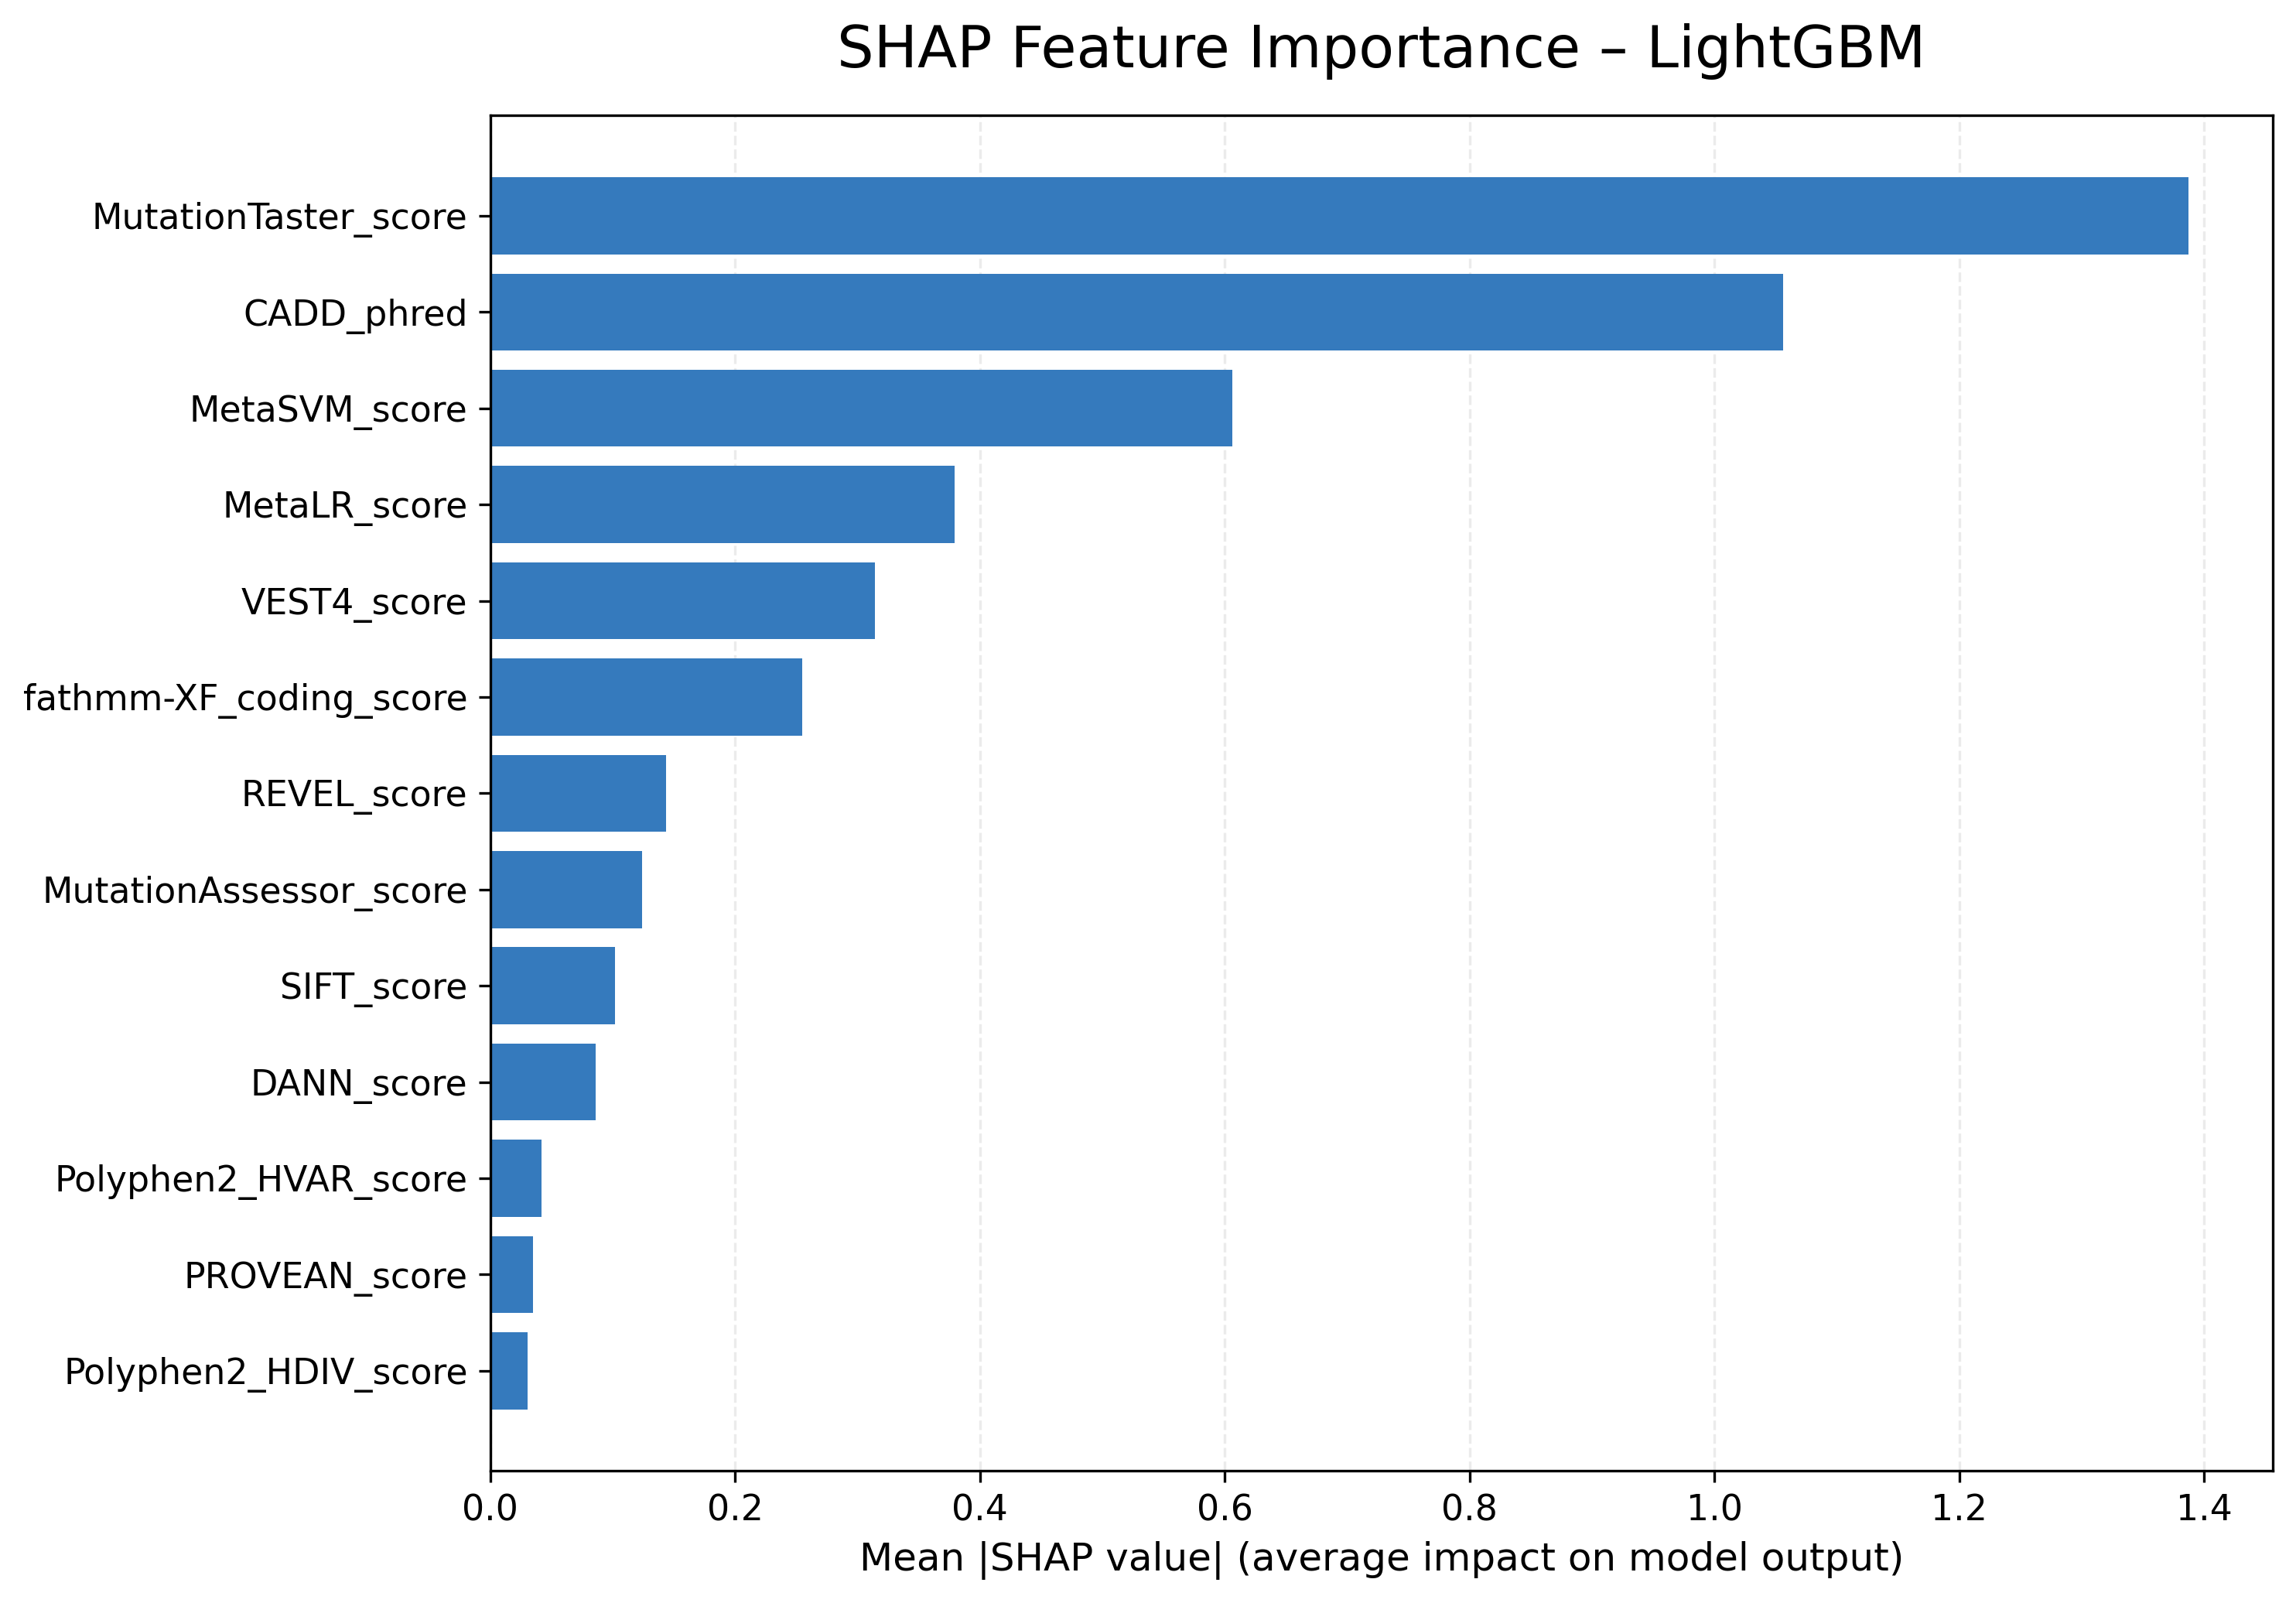 SHAP Feature Importance – LightGBM
MutationTaster_score
CADD_phred
MetaSVM_score
MetaLR_score
VEST4_score
fathmm-XF_coding_score
REVEL_score
MutationAssessor_score
SIFT_score
DANN_score
Polyphen2_HVAR_score
PROVEAN_score
Polyphen2_HDIV_score
0.0 0.2 0.4 0.6 0.8 1.0 1.2 1.4
Mean |SHAP value| (average impact on model output)